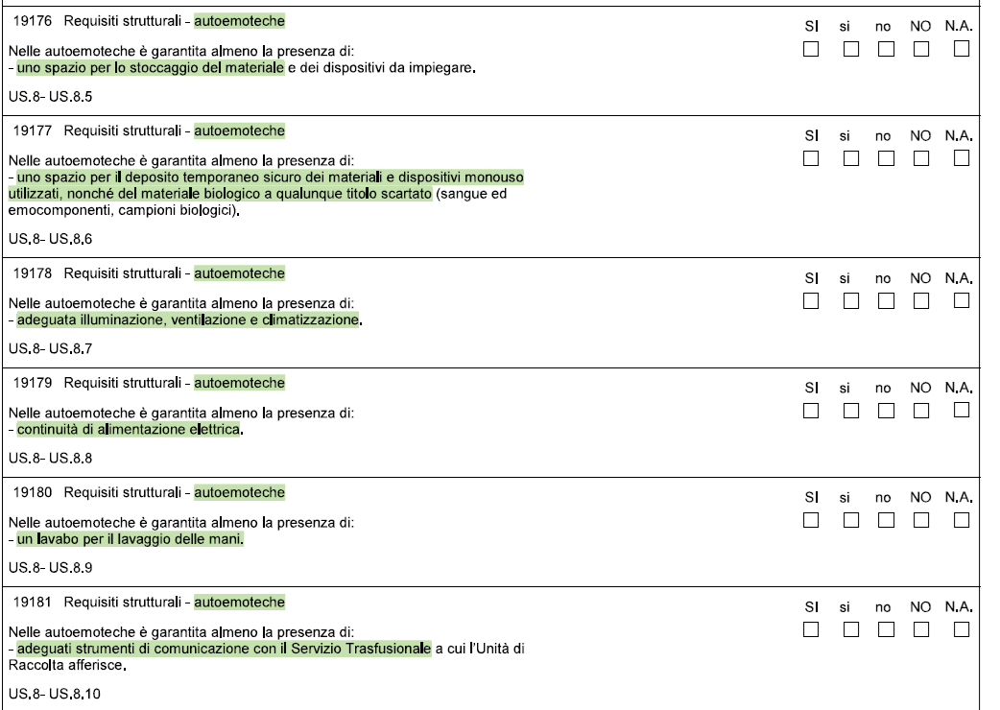 19176 Requisiti strutturali - autoemoteche
SI si no NO N.A.
Nelle autoemoteche è garantita almeno la presenza di:
- uno spazio per lo stoccaggio del materiale e dei dispositivi da impiegare.
US.8- US.8.5
19177 Requisiti strutturali - autoemoteche
SI si no NO N.A.
Nelle autoemoteche è garantita almeno la presenza di:
- uno spazio per il deposito temporaneo sicuro dei materiali e dispositivi monouso
utilizzati, nonché del materiale biologico a qualunque titolo scartato (sangue ed
emocomponenti, campioni biologici).
US.8- US.8.6
19178 Requisiti strutturali - autoemoteche
SI si no NO N.A.
Nelle autoemoteche è garantita almeno la presenza di:
- adeguata illuminazione, ventilazione e climatizzazione.
US.8- US.8.7
19179 Requisiti strutturali - autoemoteche
SI si no NO N.A.
Nelle autoemoteche è garantita almeno la presenza di:
- continuità di alimentazione elettrica.
US.8- US.8.8
19180 Requisiti strutturali - autoemoteche
SI si no NO N.A.
Nelle autoemoteche è garantita almeno la presenza di:
- un lavabo per il lavaggio delle mani.
US.8- US.8.9
19181 Requisiti strutturali - autoemoteche
SI si no NO N.A.
Nelle autoemoteche è garantita almeno la presenza di:
- adeguati strumenti di comunicazione con il Servizio Trasfusionale a cui l'Unità di
Raccolta afferisce.
US.8- US.8.10